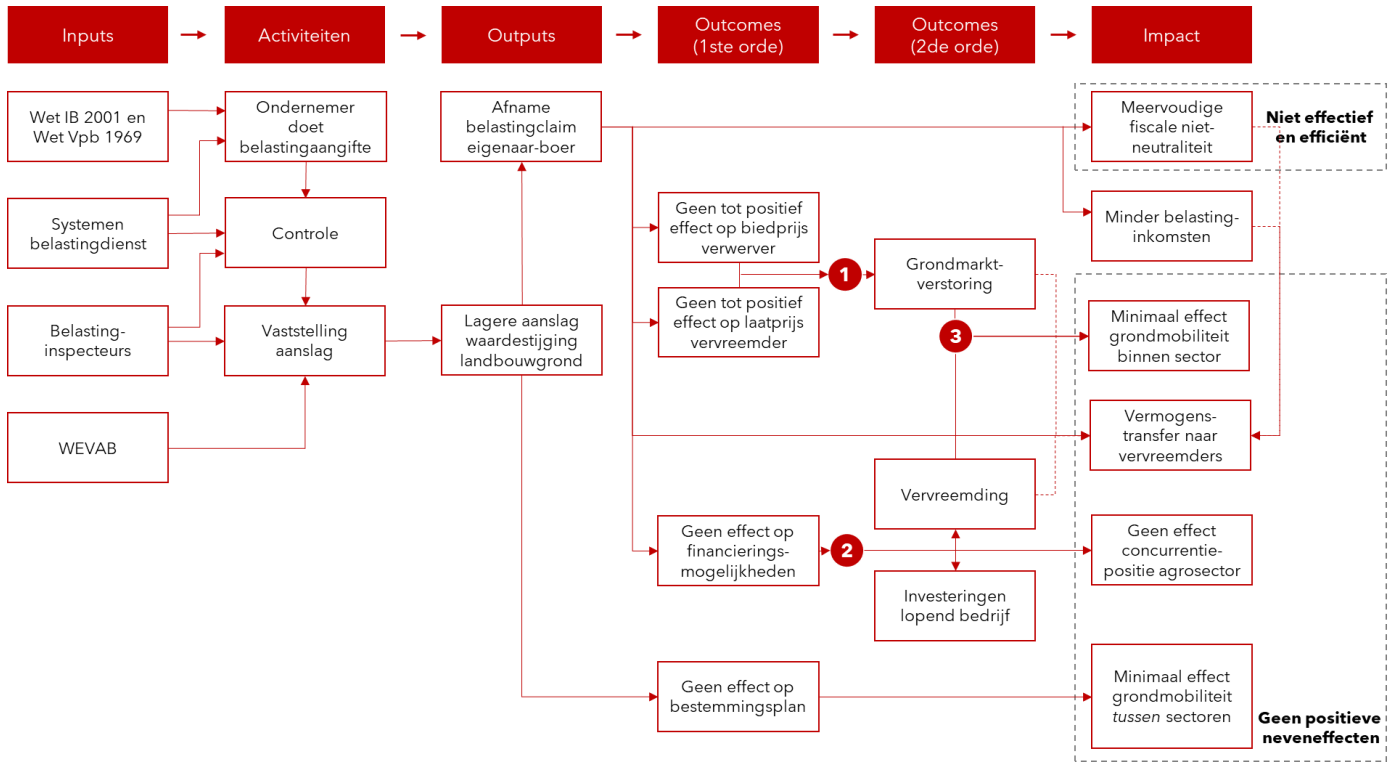 Inputs
Activiteiten
Outputs
Outcomes
(1ste orde)
Outcomes
(2de orde)
Impact
Wet IB 2001 en
Wet Vpb 1969
Systemen
belastingdienst
Belasting-
inspecteurs
WEVAB
Ondernemer
doet
belastingaangifte
Controle
Vaststelling
aanslag
Afname
belastingclaim
eigenaar-boer
Lagere aanslag
waardestijging
landbouwgrond
Geen tot positief
effect op biedprijs
verwerver
Geen tot positief
effect op laatprijs
vervreemder
Geen effect op
financierings-
mogelijkheden
Geen effect op
bestemmingsplan
1
2
3
Grondmarkt-
verstoring
Vervreemding
Investeringen
lopend bedrijf
Meervoudige
fiscale niet-
neutraliteit
Niet effectief
en efficiënt
Minder belasting-
inkomsten
Minimaal effect
grondmobiliteit
binnen sector
Vermogens-
transfer naar
vervreemders
Geen effect
concurrentie-
positie agrosector
Minimaal effect
grondmobiliteit
tussen sectoren
Geen positieve
neveneffecten